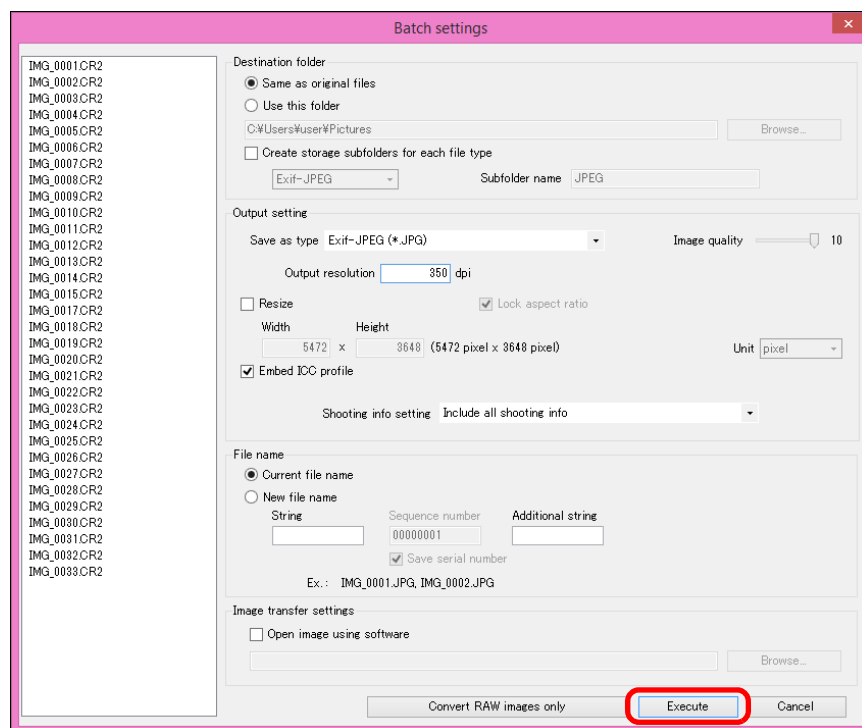 Batch settings
IMG_0001.CR2
IMG_0002.CR2
IMG_0003.CR2
IMG_0004.CR2
IMG_0005.CR2
IMG_0006.CR2
IMG_0007.CR2
IMG_0008.CR2
IMG_0009.CR2
IMG_0010.CR2
IMG_0011.CR2
IMG_0012.CR2
IMG_0013.CR2
IMG_0014.CR2
IMG_0015.CR2
IMG_0017.CR2
IMG_0018.CR2
IMG_0019.CR2
IMG_0020.CR2
IMG_0021.CR2
IMG_0022.CR2
IMG_0023.CR2
IMG_0024.CR2
IMG_0025.CR2
IMG_0026.CR2
IMG_0027.CR2
IMG_0028.CR2
IMG_0029.CR2
IMG_0030.CR2
IMG_0031.CR2
IMG_0032.CR2
IMG_0033.CR2
Destination folder
Same as original files
Use this folder
C:¥Users¥user¥Pictures Browse...
Create storage subfolders for each file type
Exif-JPEG Subfolder name JPEG
Output setting
Save as type Exif-JPEG (*.JPG) Image quality 10
Output resolution 350 dpi
Resize Lock aspect ratio
Width Height
5472 x 3648 (5472 pixel x 3648 pixel) Unit pixel
Embed ICC profile
Shooting info setting Include all shooting info
File name
Current file name
New file name
String Sequence number Additional string
00000001
Save serial number
Ex.: IMG_0001.JPG, IMG_0002.JPG
Image transfer settings
Open image using software
Browse...
Convert RAW images only Execute Cancel